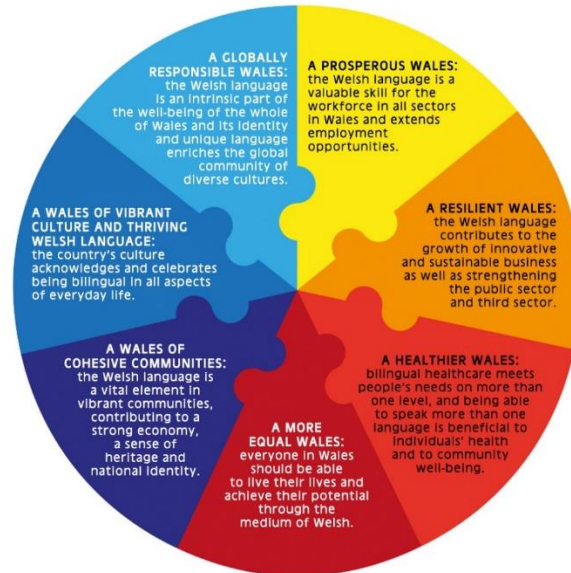 A GLOBALLY
RESPONSIBLE WALES:
the Welsh language
is an intrinsic part of
the well-being of the whole
of Wales and its identity
and unique language
enriches the global
community of
diverse cultures.
A PROSPEROUS WALES:
the Welsh language is a
valuable skill for the
workforce in all sectors
in Wales and extends
employment
opportunities.
A RESILIENT WALES:
the Welsh language
contributes to the
growth of innovative
and sustainable business
as well as strengthening
the public sector
and third sector.
A HEALTHIER WALES:
bilingual healthcare meets
people's needs on more than
one level, and being able
to speak more than one
language is beneficial to
individuals' health
and to community
well-being.
A MORE
EQUAL WALES:
everyone in Wales
should be able
to live their lives and
achieve their potential
through the
medium of Welsh.
A WALES OF
COHESIVE COMMUNITIES:
the Welsh language is
a vital element in
vibrant communities,
contributing to a
strong economy,
a sense of
heritage and
national identity.
A WALES OF VIBRANT
CULTURE AND THRIVING
WELSH LANGUAGE:
the country's culture
acknowledges and celebrates
being bilingual in all aspects
of everyday life.